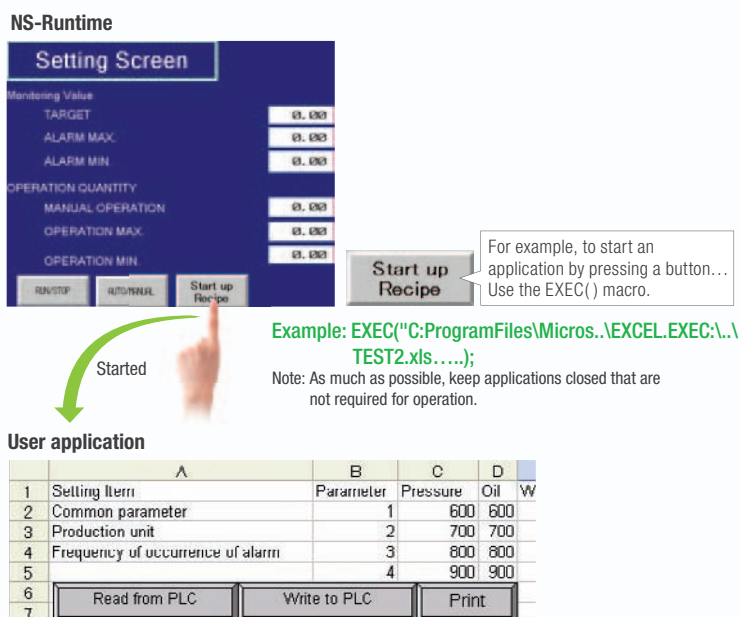 NS-Runtime
Setting Screen
Monitoring Value
TARGET 0.00
ALARM MAX. 0.00
ALARM MIN. 0.00
OPERATION QUANTITY
MANUAL OPERATION 0.00
OPERATION MAX. 0.00
OPERATION MIN. 0.00
RUN/STOP AUTO/MANUAL Start up
Recipe
Start up
Recipe
For example, to start an
application by pressing a button…
Use the EXEC( ) macro.
Example: EXEC("C:ProgramFiles\Micros..\EXCEL.EXEC:\..\
TEST2.xls…..);
Note: As much as possible, keep applications closed that are
not required for operation.
Started
User application
A B C D
1 Setting Item Parameter Pressure Oil W
2 Common parameter 1 600 600
3 Production unit 2 700 700
4 Frequency of occurrence of alarm 3 800 800
5 4 900 900
6 Read from PLC Write to PLC Print
7